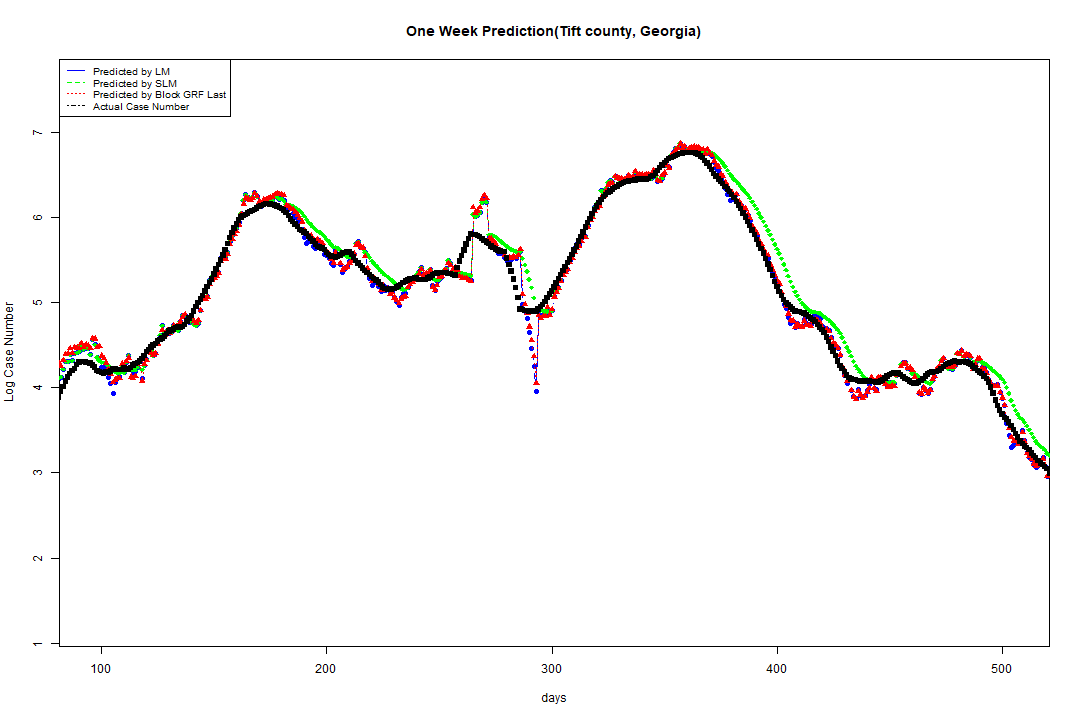 One Week Prediction(Tift county, Georgia)
Predicted by LM
Predicted by SLM
Predicted by Block GRF Last
Actual Case Number
7
6
5
4
3
2
1
Log Case Number
100 200 300 400 500
days